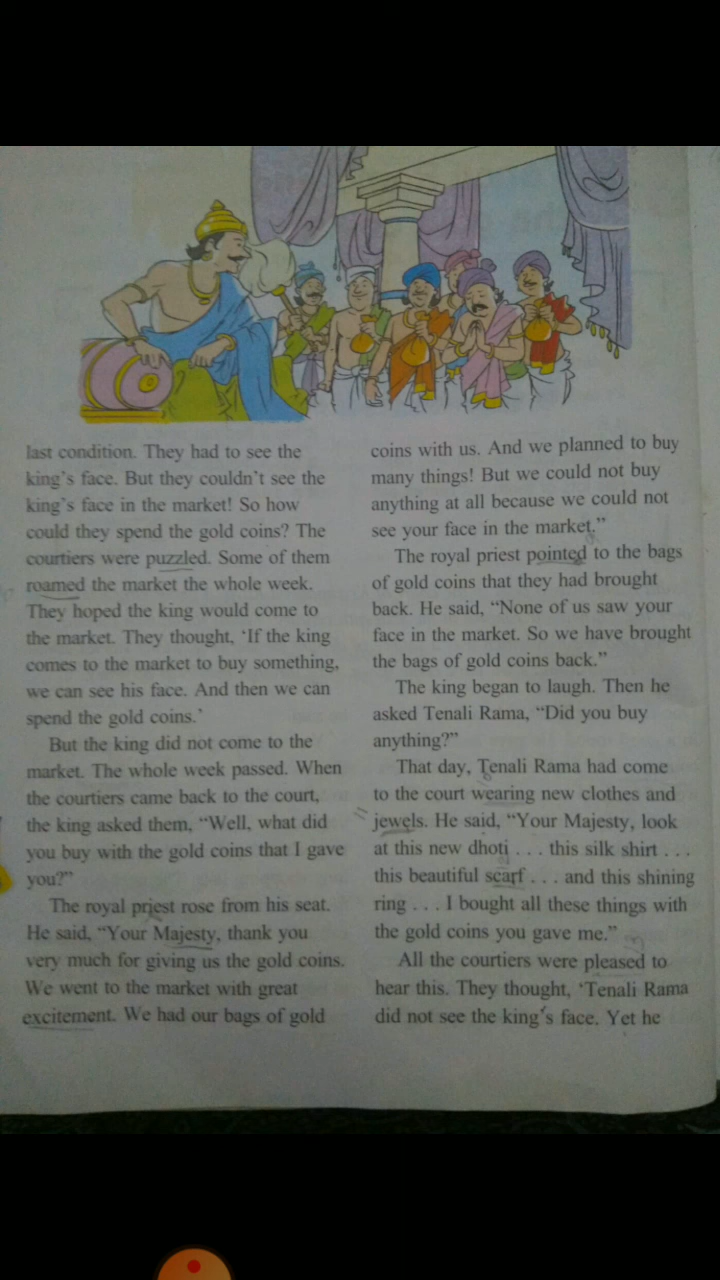 last condition. They had to see the
king's face. But they couldn't see the
king's face in the market! So how
could they spend the gold coins? The
courtiers were puzzled. Some of them
roamed the market the whole week.
They hoped the king would come to
the market. They thought, 'If the king
comes to the market to buy something,
we can see his face. And then we can
spend the gold coins.'
But the king did not come to the
market. The whole week passed. When
the courtiers came back to the court,
the king asked them, "Well, what did
you buy with the gold coins that I gave
you?"
The royal priest rose from his seat.
He said, "Your Majesty, thank you
very much for giving us the gold coins.
We went to the market with great
excitement. We had our bags of gold
coins with us. And we planned to buy
many things! But we could not buy
anything at all because we could not
see your face in the market."
The royal priest pointed to the bags
of gold coins that they had brought
back. He said, "None of us saw your
face in the market. So we have brought
the bags of gold coins back."
The king began to laugh. Then he
asked Tenali Rama, "Did you buy
anything?"
That day, Tenali Rama had come
to the court wearing new clothes and
jewels. He said, "Your Majesty, look
at this new dhoti . . . this silk shirt . . .
this beautiful scarf . . . and this shining
ring . . . I bought all these things with
the gold coins you gave me."
All the courtiers were pleased to
hear this. They thought, 'Tenali Rama
did not see the king's face. Yet he